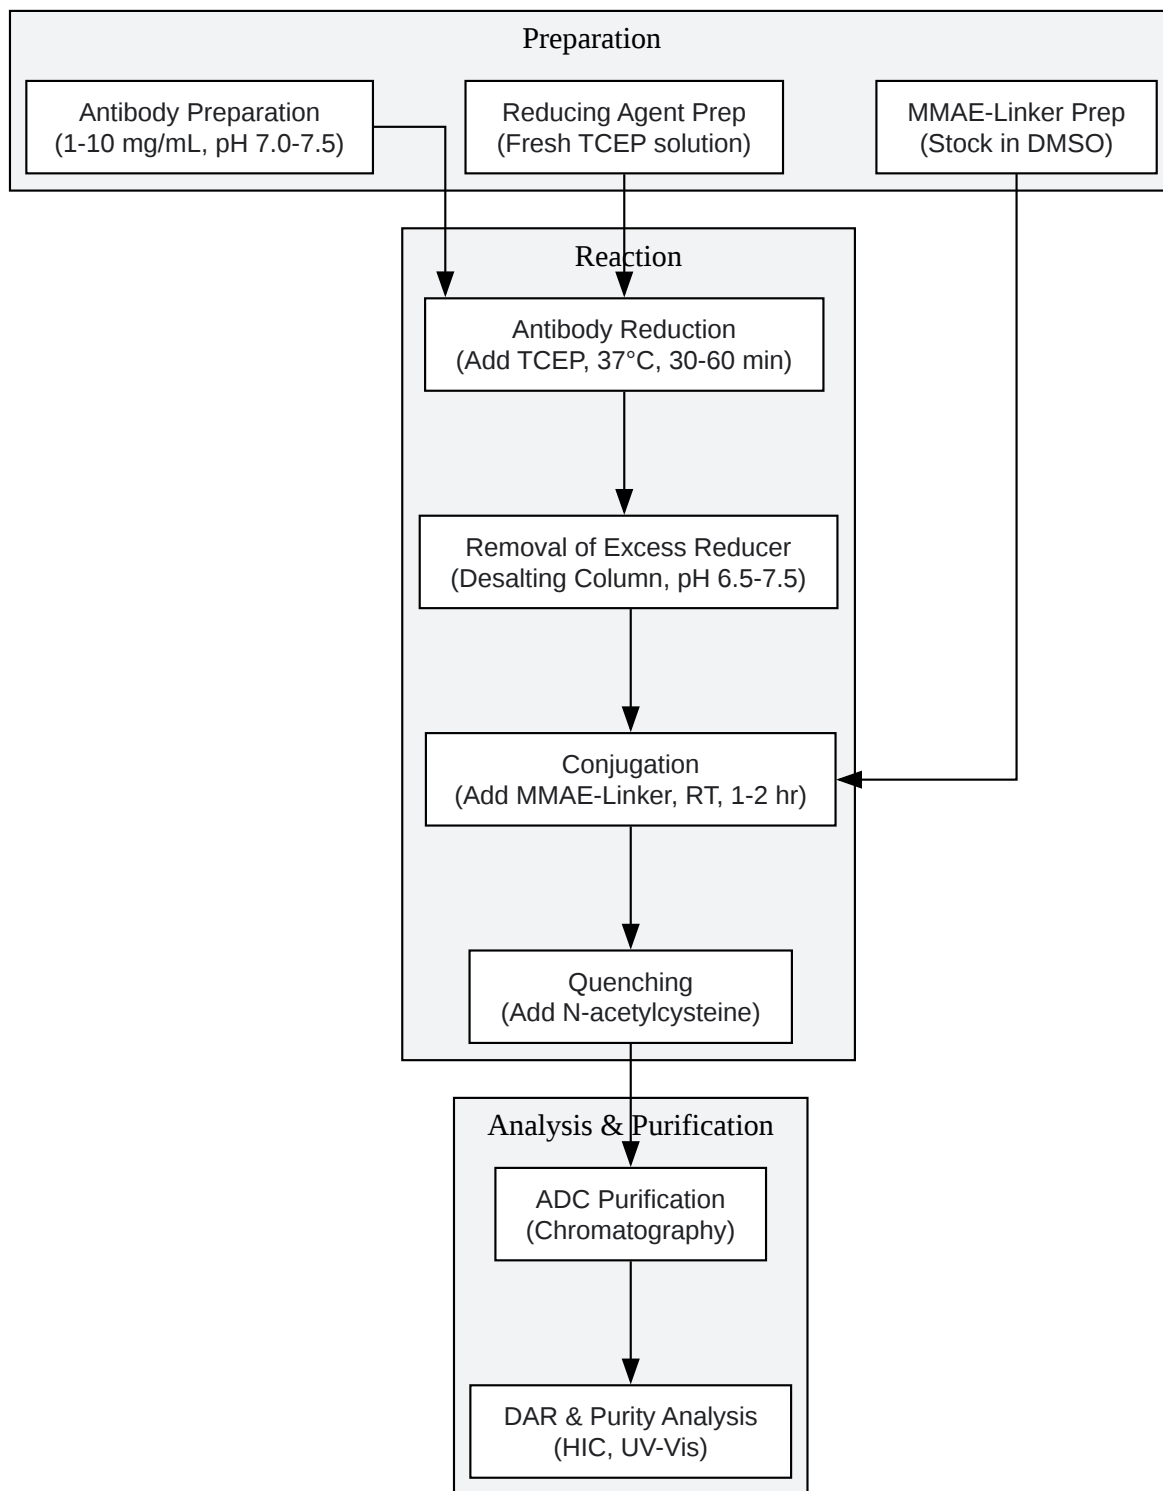 Preparation
Antibody Preparation
(1-10 mg/mL, pH 7.0-7.5)
Reducing Agent Prep
(Fresh TCEP solution)
MMAE-Linker Prep
(Stock in DMSO)
Reaction
Antibody Reduction
(Add TCEP, 37°C, 30-60 min)
Removal of Excess Reducer
(Desalting Column, pH 6.5-7.5)
Conjugation
(Add MMAE-Linker, RT, 1-2 hr)
Quenching
(Add N-acetylcysteine)
Analysis & Purification
ADC Purification
(Chromatography)
DAR & Purity Analysis
(HIC, UV-Vis)